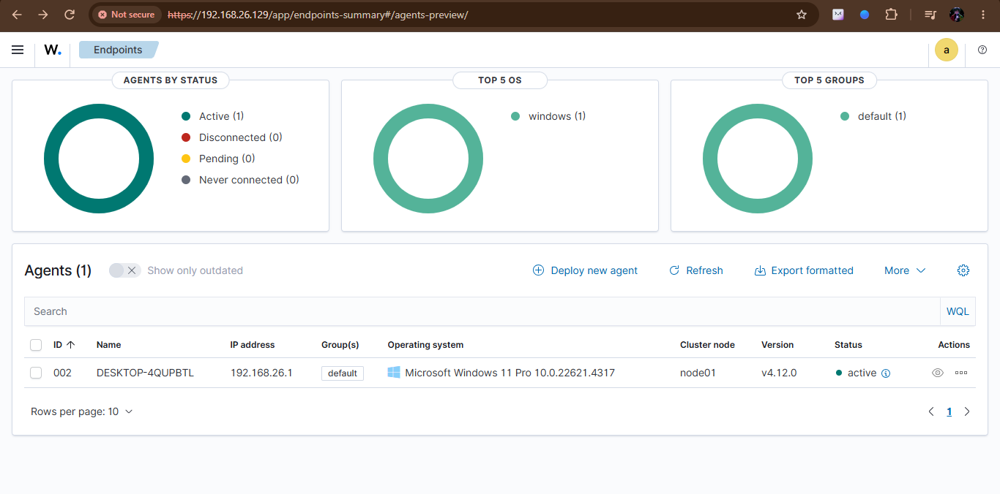 Not secure https://192.168.26.129/app/endpoints-summary#/agents-preview/
W. Endpoints a
AGENTS BY STATUS
Active (1)
Disconnected (0)
Pending (0)
Never connected (0)
TOP 5 OS
windows (1)
TOP 5 GROUPS
default (1)
Agents (1) Show only outdated Deploy new agent Refresh Export formatted More
Search WQL
ID Name IP address Group(s) Operating system Cluster node Version Status Actions
002 DESKTOP-4QUPBTL 192.168.26.1 default Microsoft Windows 11 Pro 10.0.22621.4317 node01 v4.12.0 active
Rows per page: 10 1